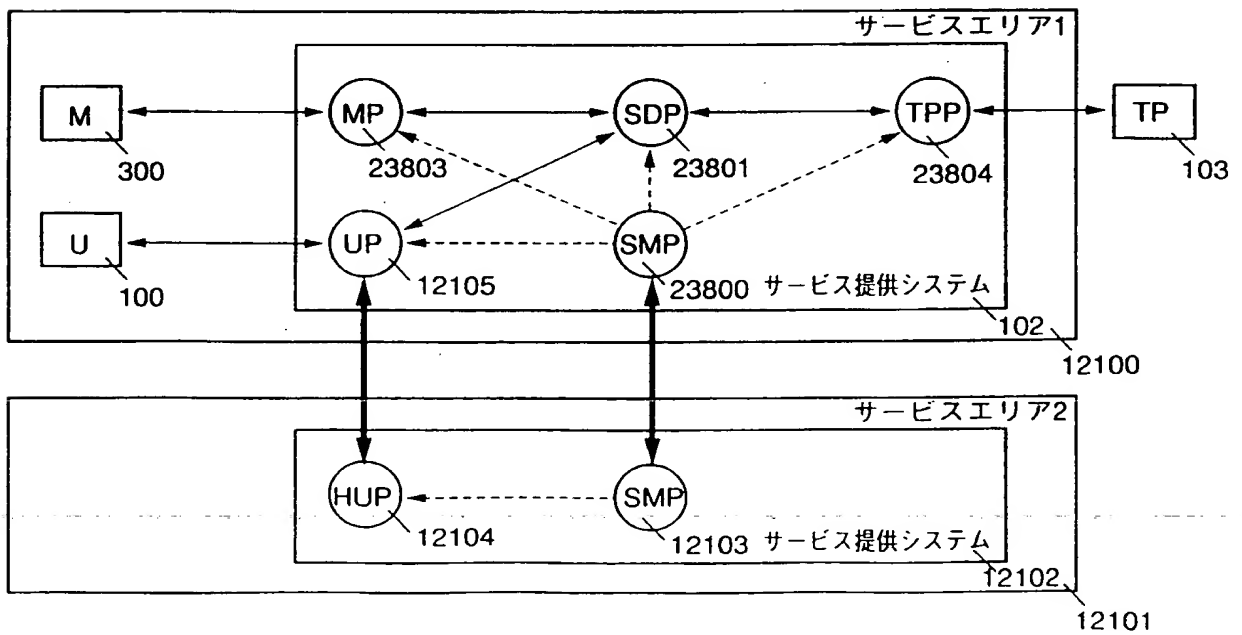 サービスエリア1
M
MP
SDP
TPP
TP
300
23803
23801
23804
103
U
UP
SMP
100
12105
23800
サービス提供システム
102
12100
サービスエリア2
HUP
SMP
12104
12103
サービス提供システム
12102
12101